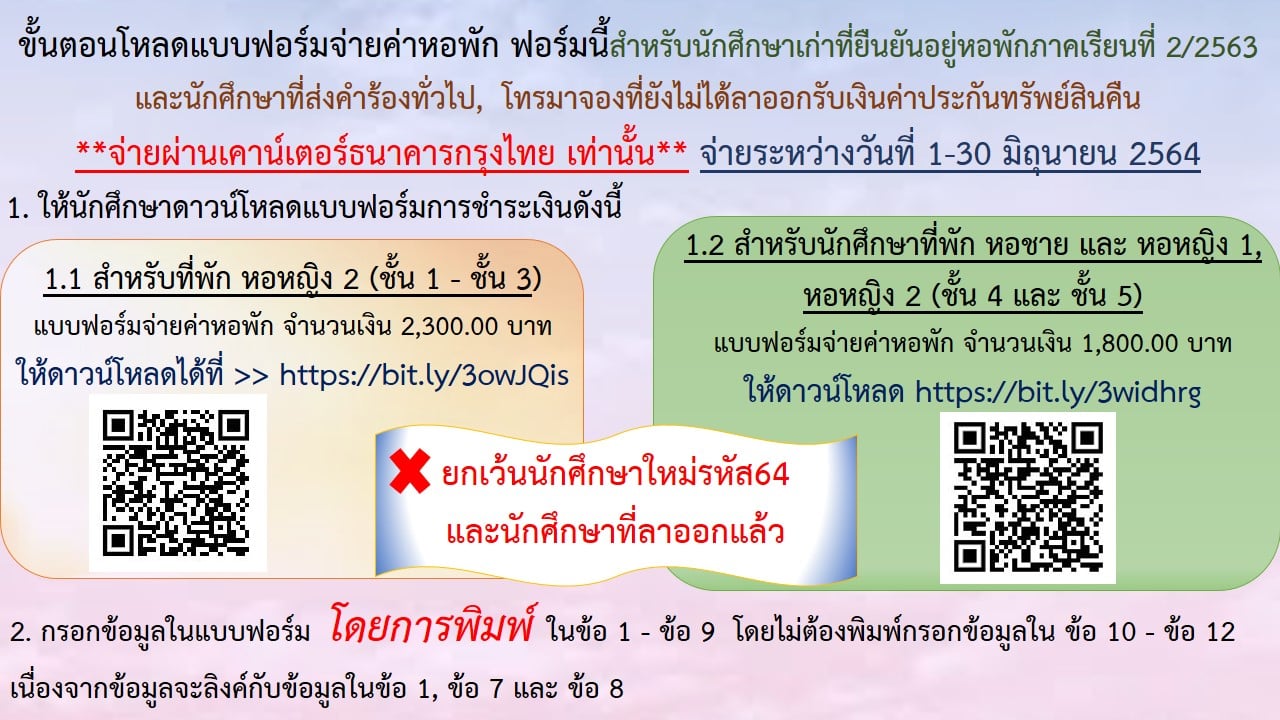 ขั้นตอนโหลดแบบฟอร์มจ่ายค่าหอพัก ฟอร์มนี้สำหรับนักศึกษาเก่าที่ยืนยันอยู่หอพักภาคเรียนที่ 2/2563
และนักศึกษาที่ส่งคำร้องทั่วไป, โทรมาจองที่ยังไม่ได้ลาออกรับเงินค่าประกันทรัพย์สินคืน
**จ่ายผ่านเคาน์เตอร์ธนาคารกรุงไทย เท่านั้น** จ่ายระหว่างวันที่ 1-30 มิถุนายน 2564
1. ให้นักศึกษาดาวน์โหลดแบบฟอร์มการชำระเงินดังนี้
1.1 สำหรับที่พัก หอหญิง 2 (ชั้น 1 - ชั้น 3)
แบบฟอร์มจ่ายค่าหอพัก จำนวนเงิน 2,300.00 บาท
ให้ดาวน์โหลดได้ที่ >> https://bit.ly/3owJQis
1.2 สำหรับนักศึกษาที่พัก หอชาย และ หอหญิง 1,
หอหญิง 2 (ชั้น 4 และ ชั้น 5)
แบบฟอร์มจ่ายค่าหอพัก จำนวนเงิน 1,800.00 บาท
ให้ดาวน์โหลด https://bit.ly/3widhrg
ยกเว้นนักศึกษาใหม่รหัส64
และนักศึกษาที่ลาออกแล้ว
2. กรอกข้อมูลในแบบฟอร์ม โดยการพิมพ์ ในข้อ 1 - ข้อ 9 โดยไม่ต้องพิมพ์กรอกข้อมูลใน ข้อ 10 - ข้อ 12
เนื่องจากข้อมูลจะลิงค์กับข้อมูลในข้อ 1, ข้อ 7 และ ข้อ 8